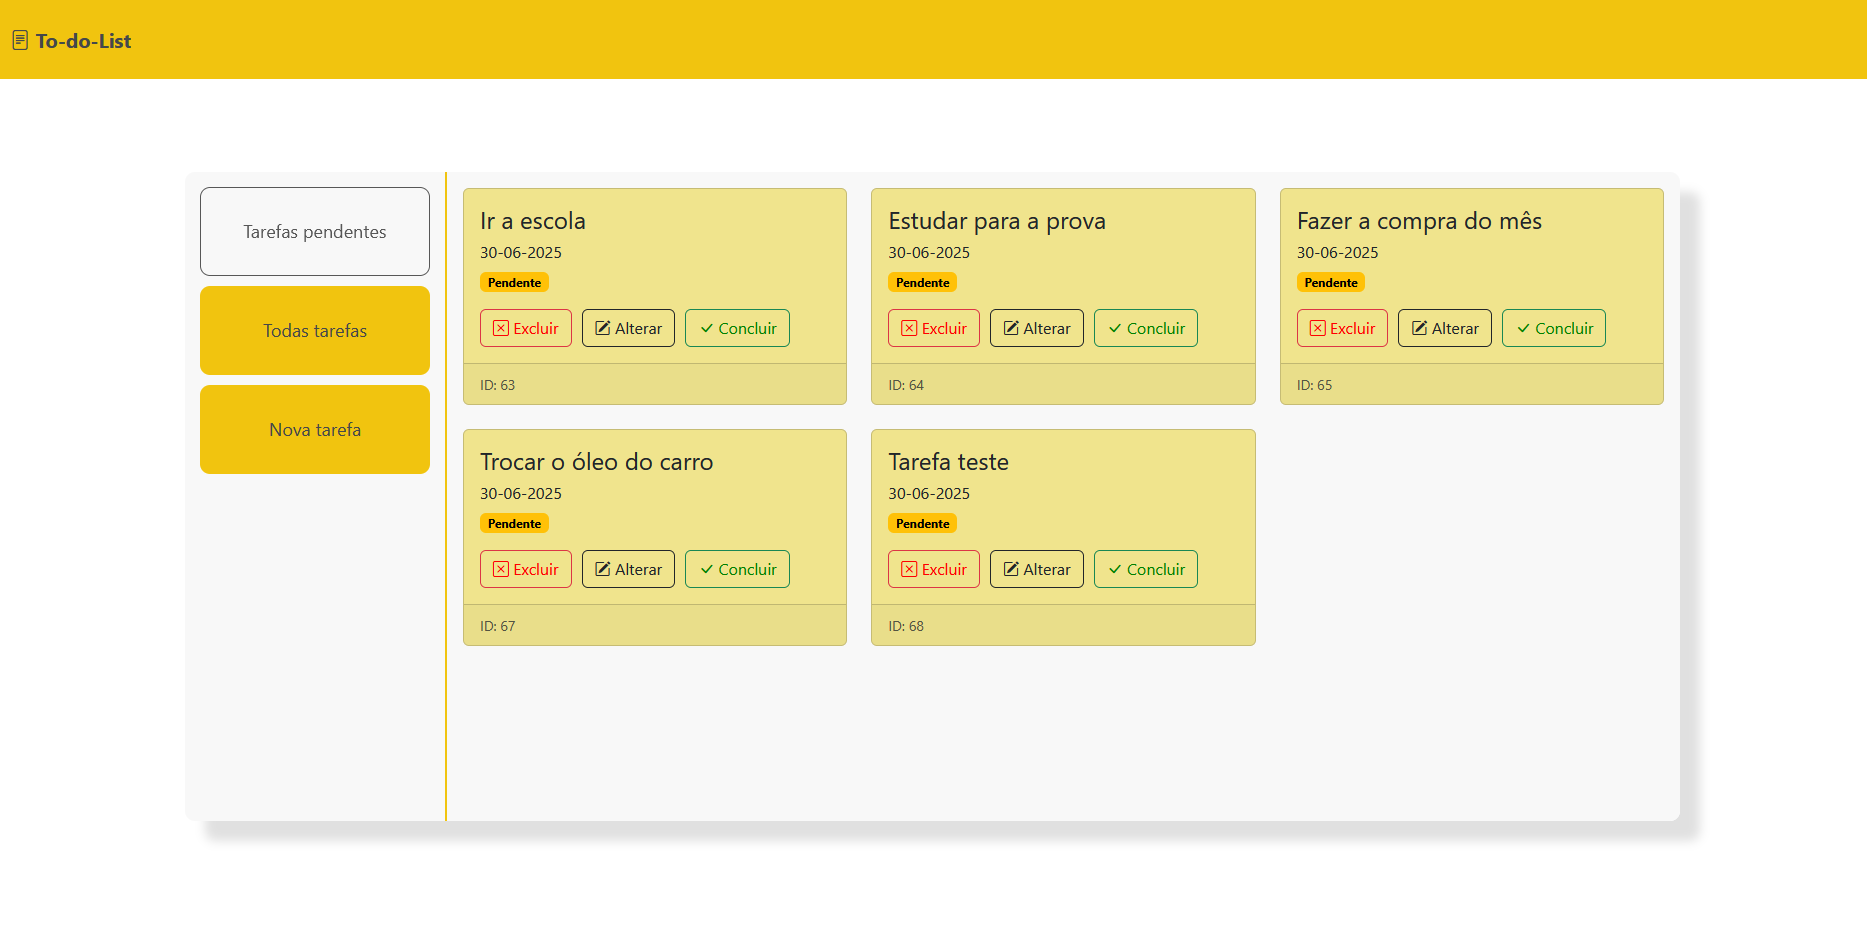 To-do-List
Tarefas pendentes
Todas tarefas
Nova tarefa
Ir a escola
30-06-2025
Pendente
Excluir Alterar Concluir
ID: 63
Estudar para a prova
30-06-2025
Pendente
Excluir Alterar Concluir
ID: 64
Fazer a compra do mês
30-06-2025
Pendente
Excluir Alterar Concluir
ID: 65
Trocar o óleo do carro
30-06-2025
Pendente
Excluir Alterar Concluir
ID: 67
Tarefa teste
30-06-2025
Pendente
Excluir Alterar Concluir
ID: 68